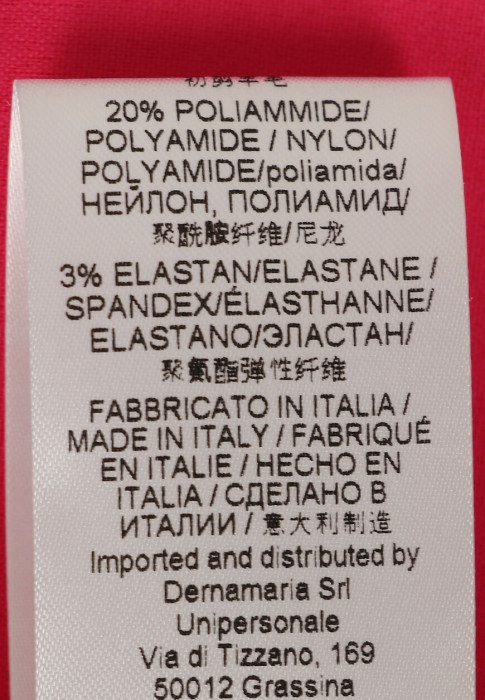 20% POLIAMMIDE/
POLYAMIDE / NYLON/
POLYAMIDE/poliamida/
НЕЙЛОН, ПОЛИАМИД/
聚酰胺纤维/尼龙
3% ELASTAN/ELASTANE /
SPANDEX/ÉLASTHANNE/
ELASTANO/ЭЛАСТАН/
聚氨酯弹性纤维
FABBRICATO IN ITALIA /
MADE IN ITALY / FABRIQUÉ
EN ITALIE / HECHO EN
ITALIA / СДЕЛАНО В
ИТАЛИИ / 意大利制造
Imported and distributed by
Dernamaria Srl
Unipersonale
Via di Tizzano, 169
50012 Grassina